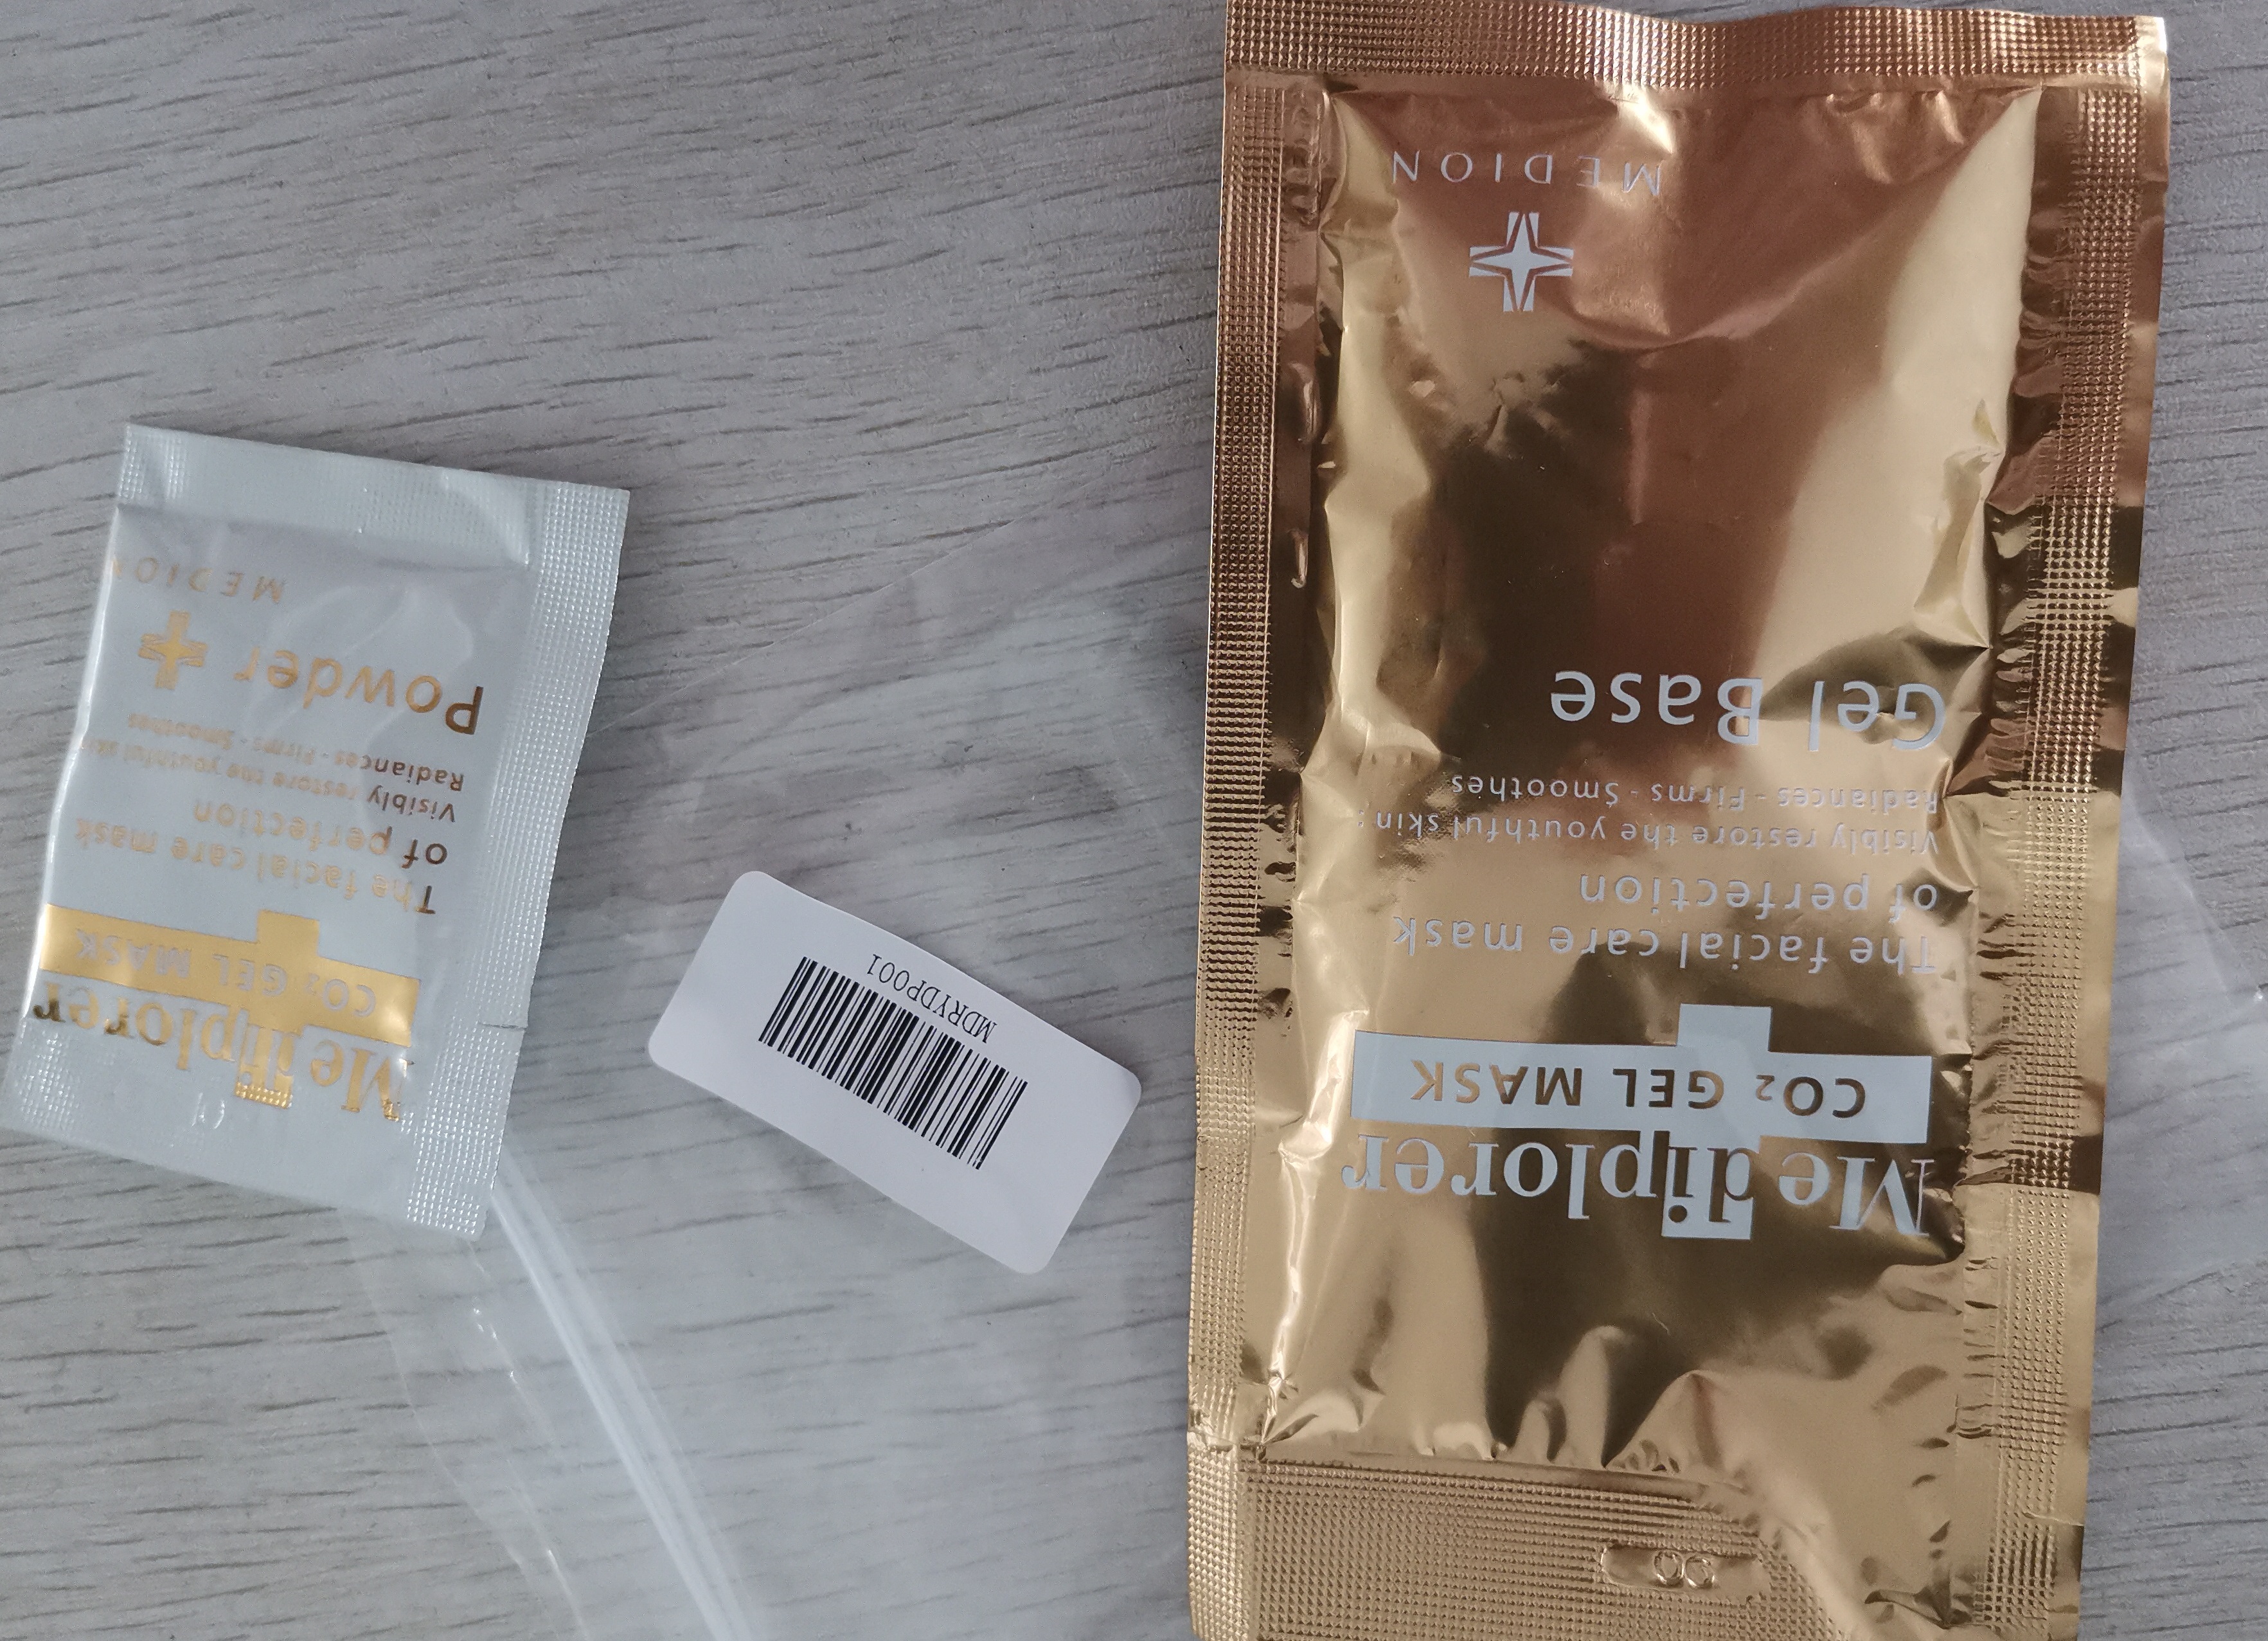 Mediplorer
CO₂ GEL MASK
The facial care mask
of perfection
Visibly restore the youthful skin;
Radiances - Firms - Smoothes
Gel Base
MEDION
MDRYDP001
Mediplorer
CO₂ GEL MASK
The facial care mask
of perfection
Visibly restore the youthful skin
Radiances - Firms - Smoothes
Powder
MEDION